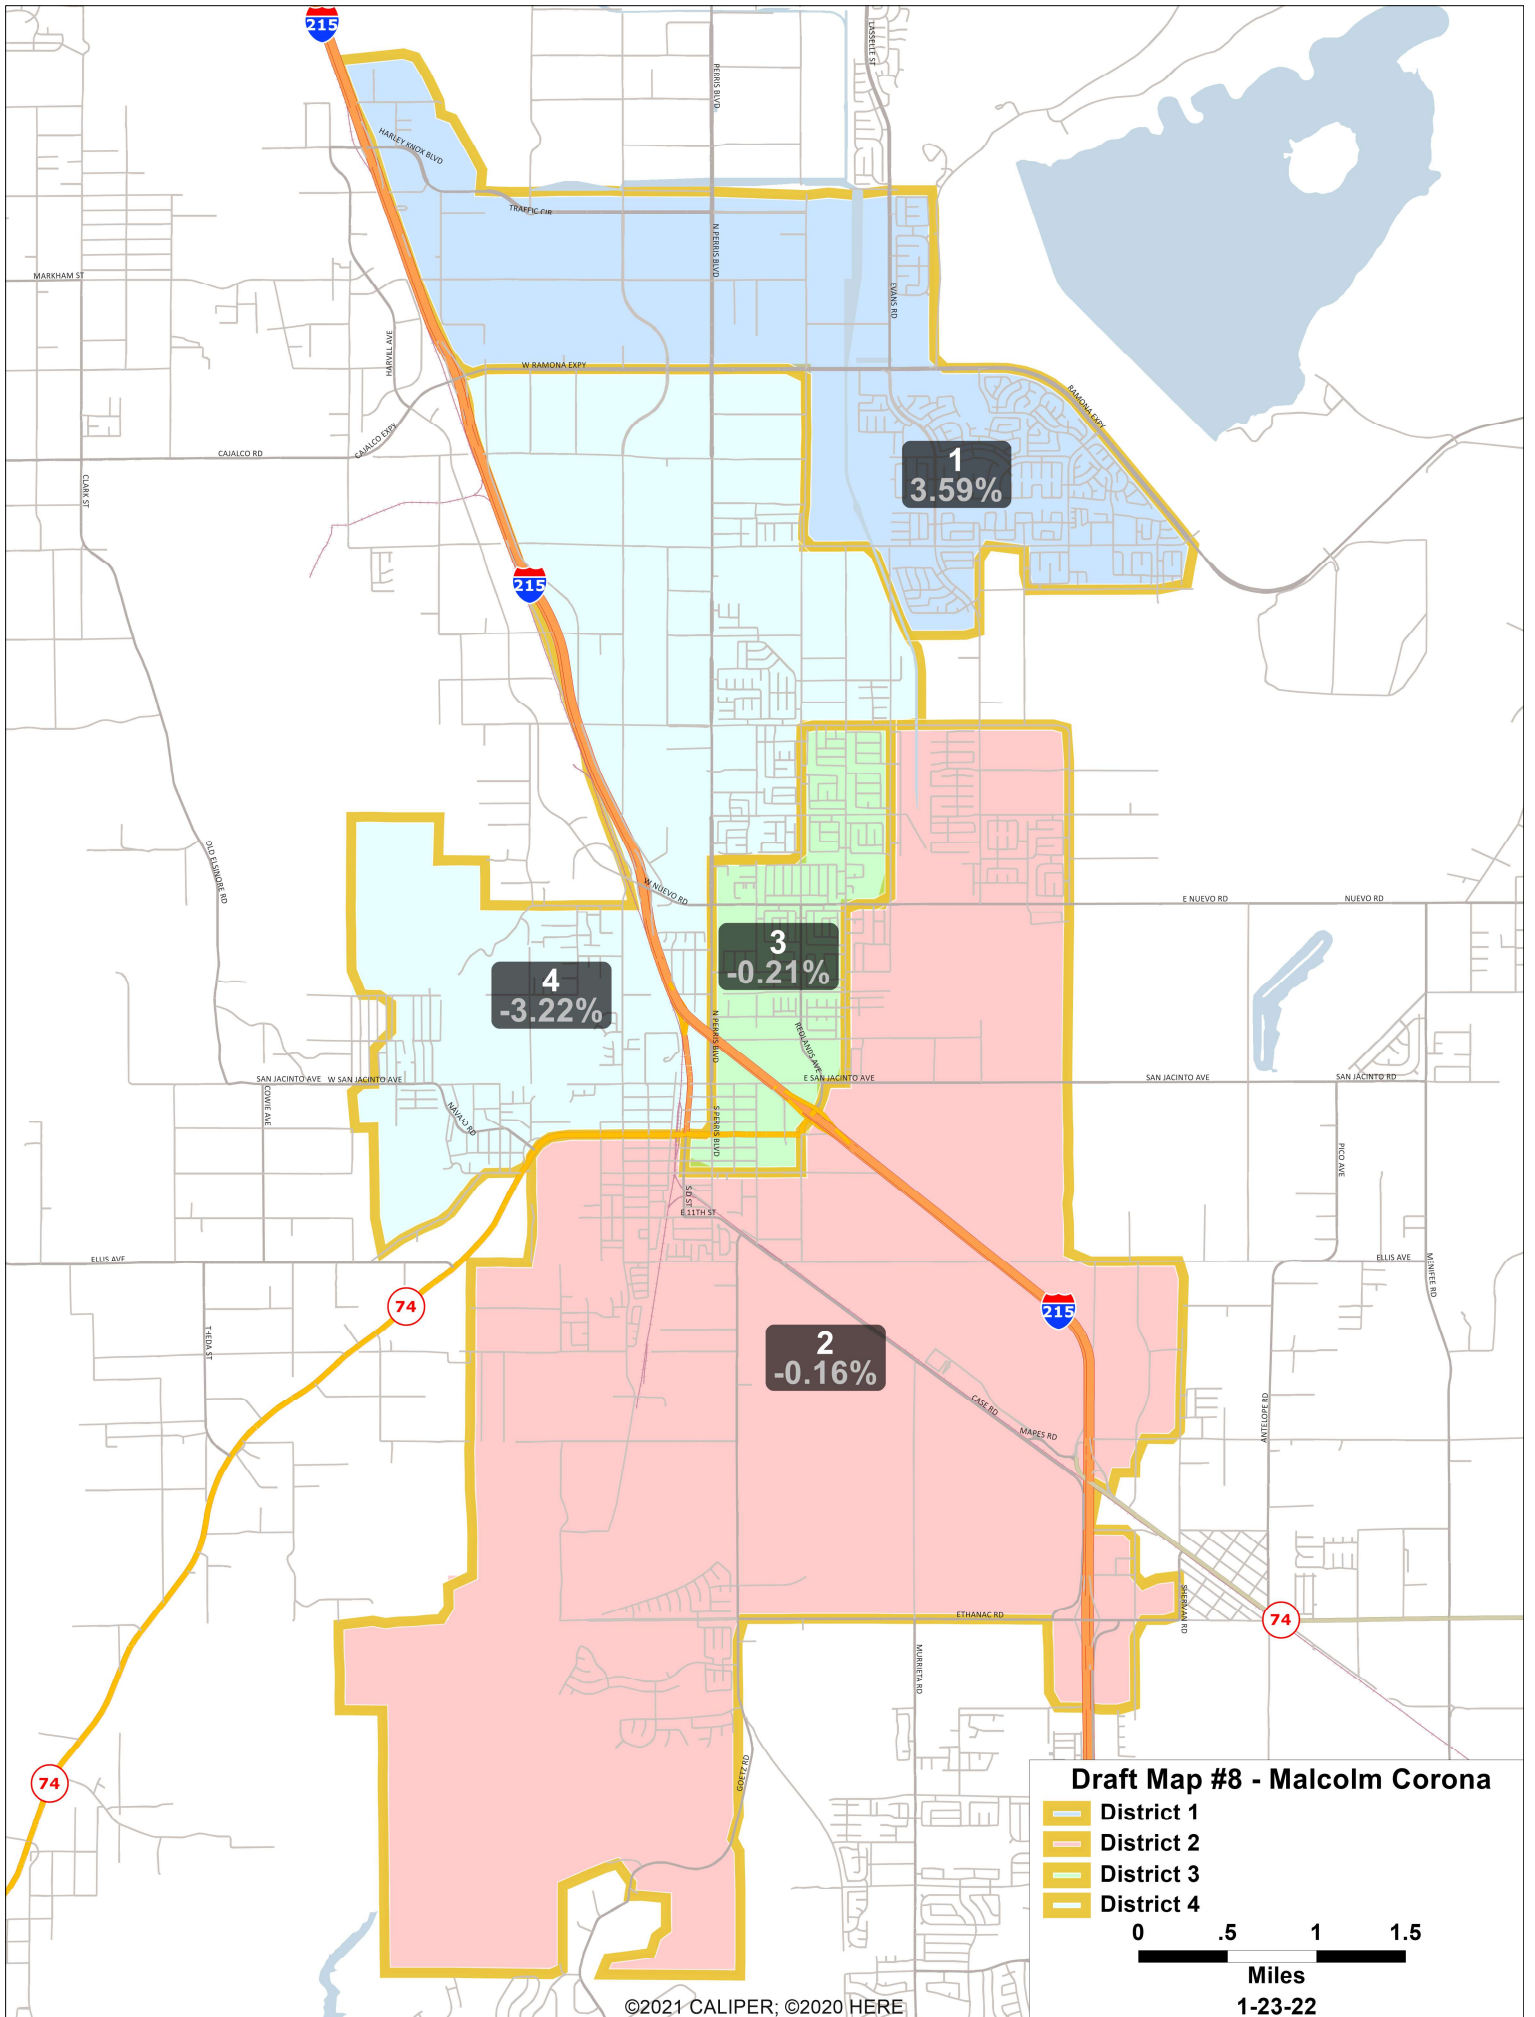 215
LASSELLE ST
PERRIS BLVD
HARLEY KNOX BLVD
TRAFFIC CIR
N PERRIS BLVD
MARKHAM ST
EVANS RD
HARVILL AVE
W RAMONA EXPY
RAMONA EXPY
CAJALCO EXPY
CAJALCO RD
1
3.59%
CLARK ST
215
OLD ELSINORE RD
W NUEVO RD
E NUEVO RD
NUEVO RD
3
-0.21%
4
-3.22%
N PERRIS BLVD
REDLANDS AVE
SAN JACINTO AVE
W SAN JACINTO AVE
E SAN JACINTO AVE
SAN JACINTO AVE
SAN JACINTO RD
COWIE AVE
NAVAJO RD
S PERRIS BLVD
PICO AVE
S D ST
E 11TH ST
ELLIS AVE
ELLIS AVE
MENIFEE RD
74
215
THEDA ST
2
-0.16%
CASE RD
MAPES RD
ANTELOPE RD
ETHANAC RD
SHERMAN RD
74
MURRIETA RD
GOETZ RD
74
Draft Map #8 - Malcolm Corona
District 1
District 2
District 3
District 4
0 .5 1 1.5
Miles
1-23-22
©2021 CALIPER; ©2020 HERE